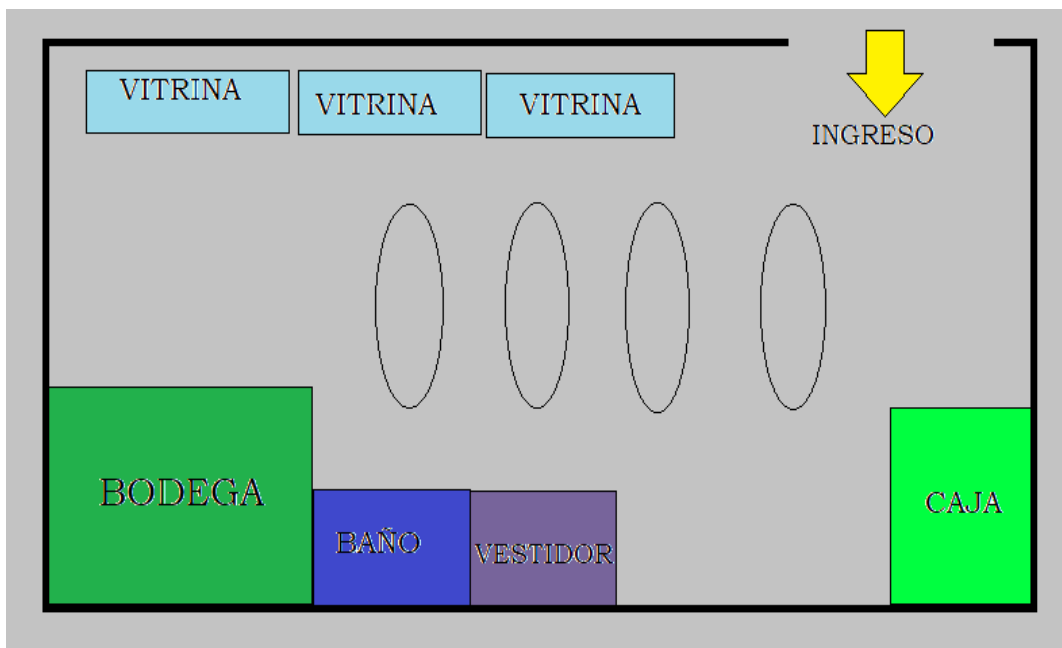 VITRINA
VITRINA
VITRINA
INGRESO
BODEGA
BAÑO
VESTIDOR
CAJA